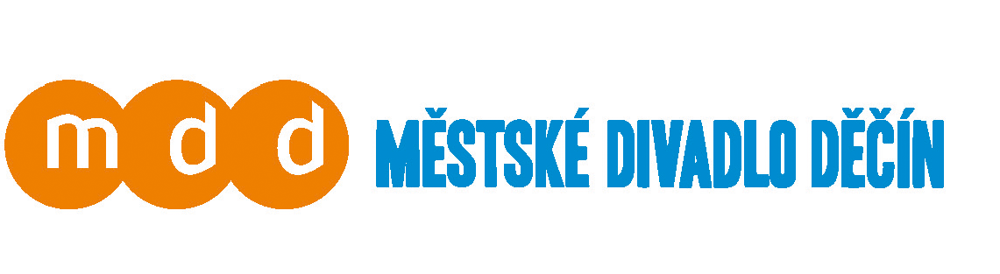 mdd MĚSTSKÉ DIVADLO DĚČÍN